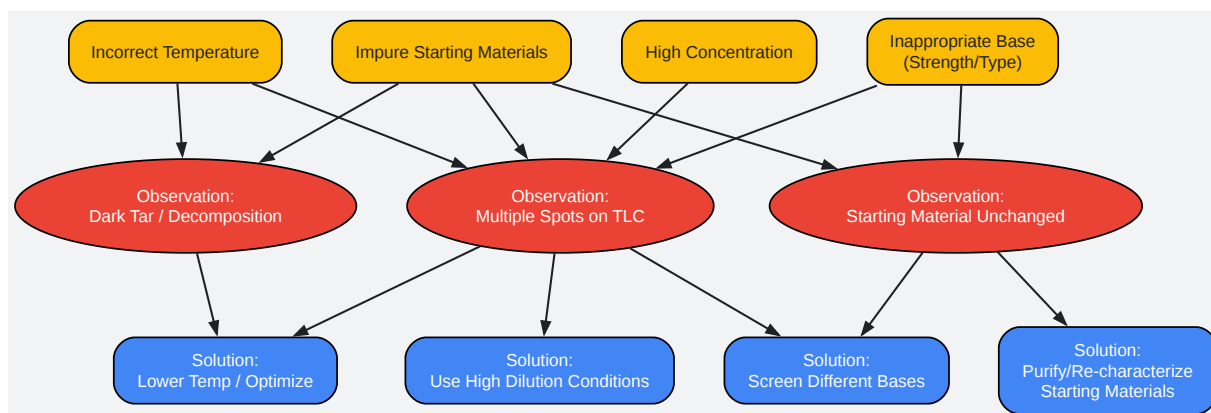 Incorrect Temperature
Impure Starting Materials
High Concentration
Inappropriate Base
(Strength/Type)
Observation:
Dark Tar / Decomposition
Observation:
Multiple Spots on TLC
Observation:
Starting Material Unchanged
Solution:
Lower Temp / Optimize
Solution:
Use High Dilution Conditions
Solution:
Screen Different Bases
Solution:
Purify/Re-characterize
Starting Materials